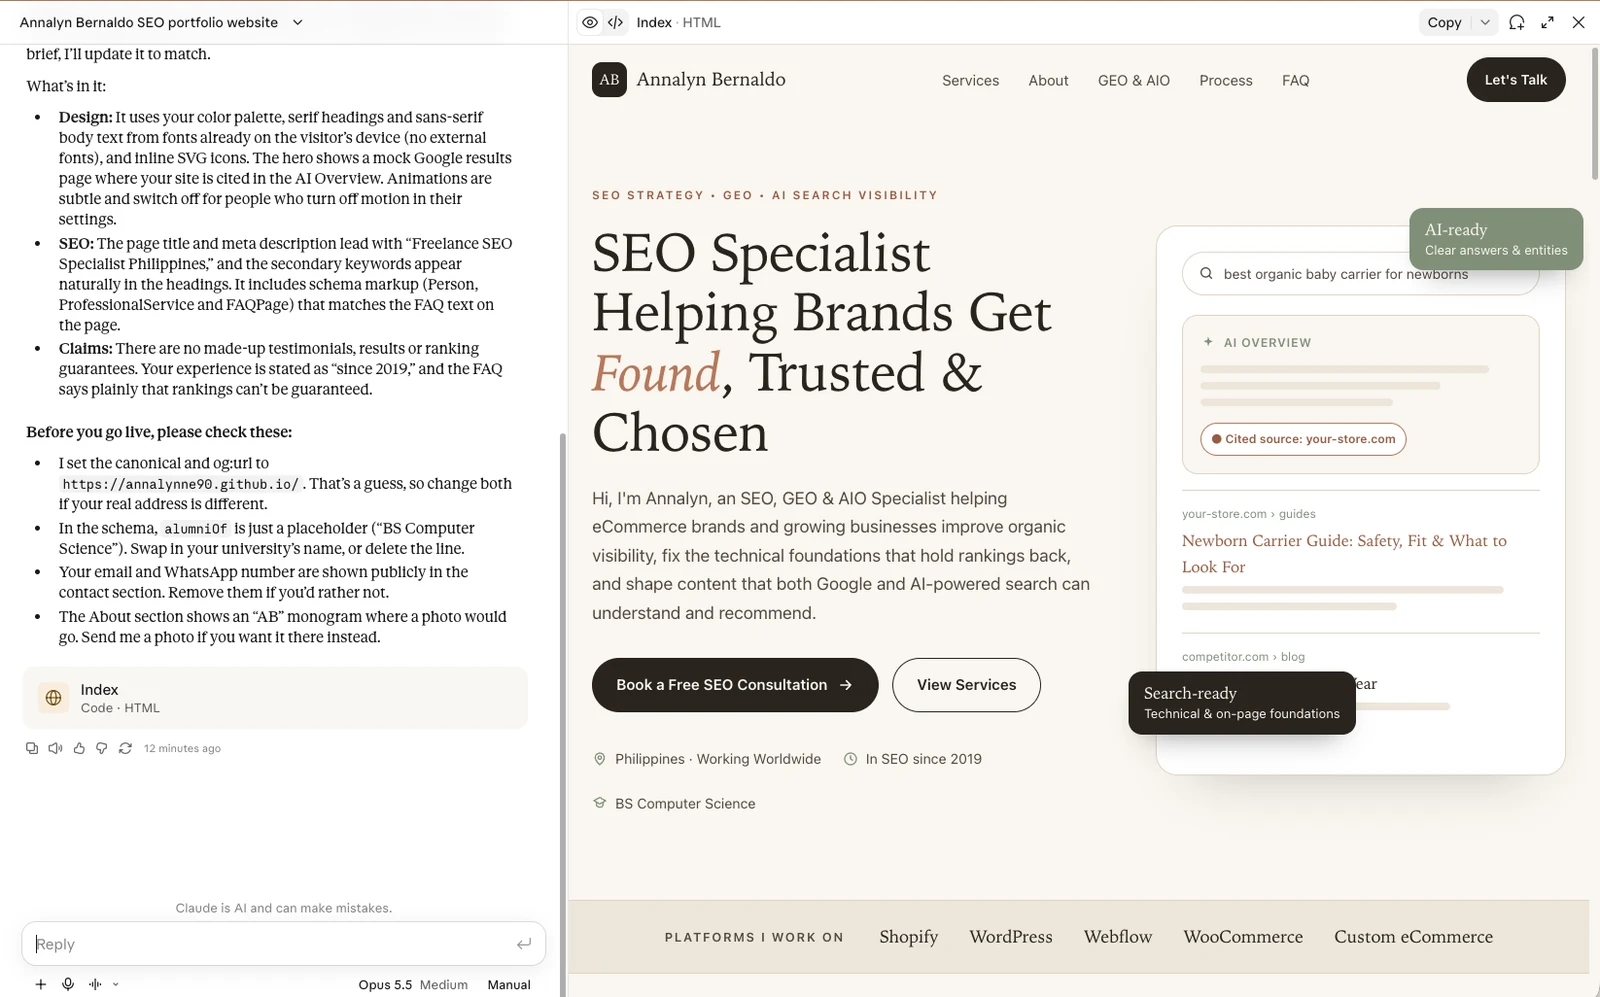 Annalyn Bernaldo SEO portfolio website
brief, I'll update it to match.
What's in it:
• Design: It uses your color palette, serif headings and sans-serif
body text from fonts already on the visitor's device (no external
fonts), and inline SVG icons. The hero shows a mock Google results
page where your site is cited in the AI Overview. Animations are
subtle and switch off for people who turn off motion in their
settings.
• SEO: The page title and meta description lead with “Freelance SEO
Specialist Philippines,” and the secondary keywords appear
naturally in the headings. It includes schema markup (Person,
ProfessionalService and FAQPage) that matches the FAQ text on
the page.
• Claims: There are no made-up testimonials, results or ranking
guarantees. Your experience is stated as “since 2019,” and the FAQ
says plainly that rankings can't be guaranteed.
Before you go live, please check these:
• I set the canonical and og:url to
https://annalynne90.github.io/ . That's a guess, so change both
if your real address is different.
• In the schema, alumniOf is just a placeholder (“BS Computer
Science”). Swap in your university's name, or delete the line.
• Your email and WhatsApp number are shown publicly in the
contact section. Remove them if you'd rather not.
• The About section shows an “AB” monogram where a photo would
go. Send me a photo if you want it there instead.
Index
Code · HTML
12 minutes ago
Claude is AI and can make mistakes.
Reply
Opus 5.5 Medium Manual
Index · HTML
Copy
AB Annalyn Bernaldo
Services About GEO & AIO Process FAQ
Let's Talk
SEO STRATEGY • GEO • AI SEARCH VISIBILITY
SEO Specialist
Helping Brands Get
Found, Trusted &
Chosen
Hi, I'm Annalyn, an SEO, GEO & AIO Specialist helping
eCommerce brands and growing businesses improve organic
visibility, fix the technical foundations that hold rankings back,
and shape content that both Google and AI-powered search can
understand and recommend.
Book a Free SEO Consultation →
View Services
Philippines · Working Worldwide
In SEO since 2019
BS Computer Science
AI-ready
Clear answers & entities
best organic baby carrier for newborns
AI OVERVIEW
Cited source: your-store.com
your-store.com › guides
Newborn Carrier Guide: Safety, Fit & What to
Look For
competitor.com › blog
Search-ready
Technical & on-page foundations
PLATFORMS I WORK ON
Shopify WordPress Webflow WooCommerce Custom eCommerce